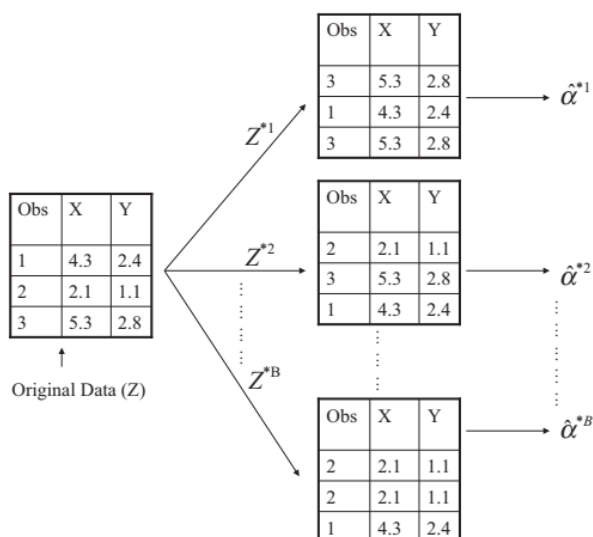 Obs X Y
3 5.3 2.8
1 4.3 2.4
3 5.3 2.8
Z*1
α̂*1
Obs X Y
1 4.3 2.4
2 2.1 1.1
3 5.3 2.8
Original Data (Z)
Z*2
Obs X Y
2 2.1 1.1
3 5.3 2.8
1 4.3 2.4
α̂*2
Z*B
Obs X Y
2 2.1 1.1
2 2.1 1.1
1 4.3 2.4
α̂*B